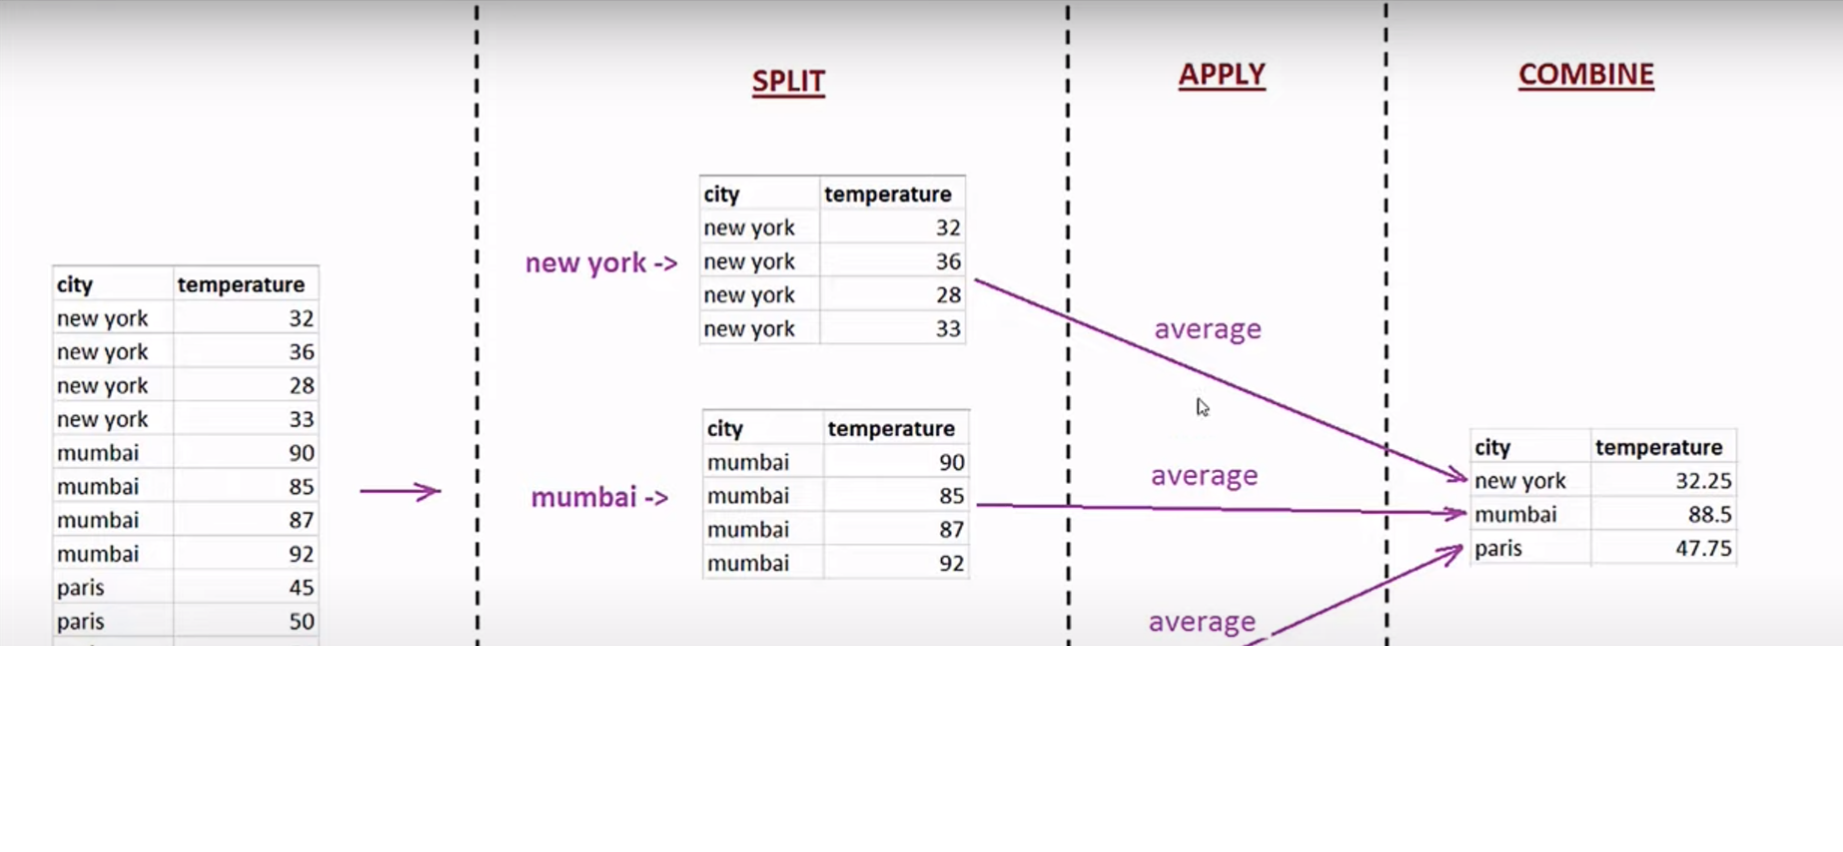 SPLIT
APPLY
COMBINE
city temperature
new york 32
new york 36
new york 28
new york 33
mumbai 90
mumbai 85
mumbai 87
mumbai 92
paris 45
paris 50
new york ->
city temperature
new york 32
new york 36
new york 28
new york 33
mumbai ->
city temperature
mumbai 90
mumbai 85
mumbai 87
mumbai 92
average
average
average
city temperature
new york 32.25
mumbai 88.5
paris 47.75